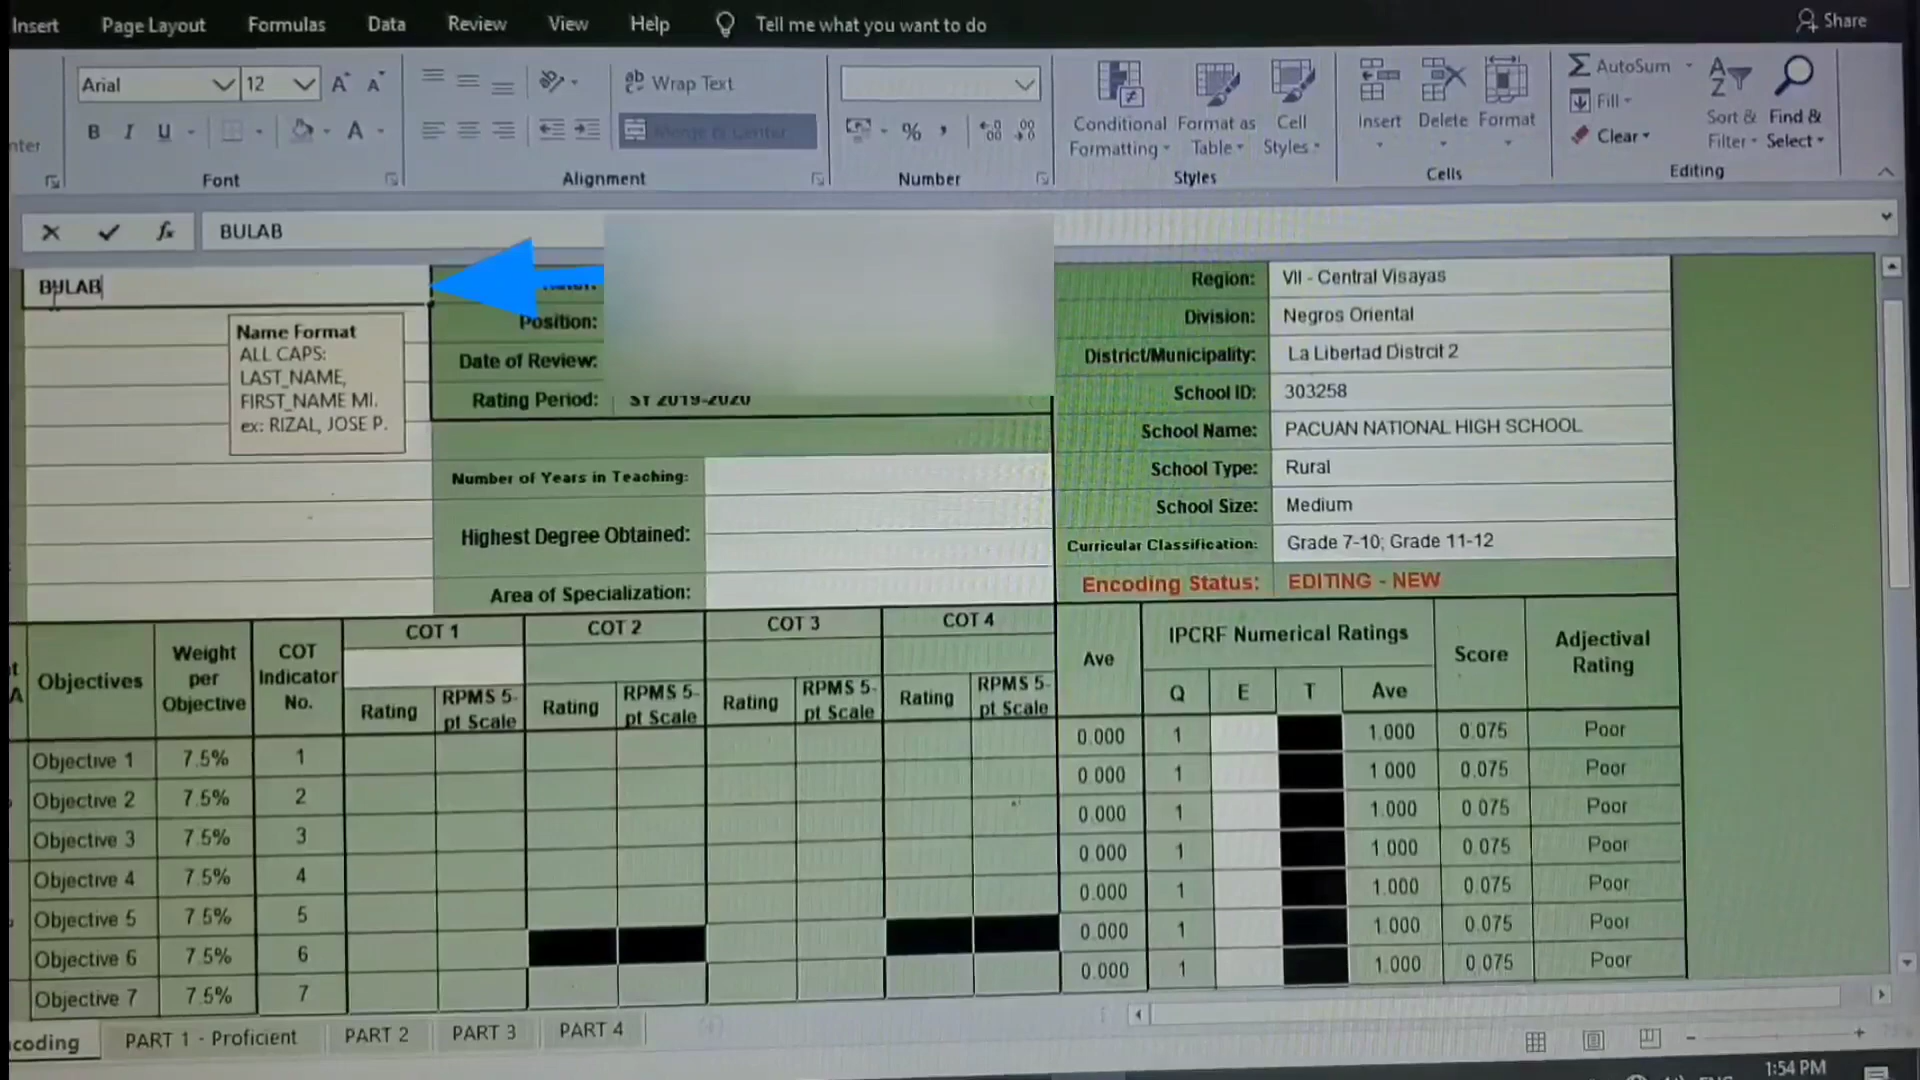 Insert Page Layout Formulas Data Review View Help Tell me what you want to do Share
Arial 12 Wrap Text AutoSum
B I U % Conditional Formatting Format as Table Cell Styles Insert Delete Format Fill Clear Sort & Filter Find & Select
Font Alignment Number Styles Cells Editing
fx BULAB
BULAB
Name Format
ALL CAPS:
LAST_NAME,
FIRST_NAME MI.
ex: RIZAL, JOSE P.
Position:
Date of Review:
Rating Period: SY 2019-2020
Number of Years in Teaching:
Highest Degree Obtained:
Area of Specialization:
Region: VII - Central Visayas
Division: Negros Oriental
District/Municipality: La Libertad Distrcit 2
School ID: 303258
School Name: PACUAN NATIONAL HIGH SCHOOL
School Type: Rural
School Size: Medium
Curricular Classification: Grade 7-10; Grade 11-12
Encoding Status: EDITING - NEW
Objectives Weight per Objective COT Indicator No. COT 1 COT 2 COT 3 COT 4 Ave IPCRF Numerical Ratings Score Adjectival Rating
Rating RPMS 5-pt Scale Rating RPMS 5-pt Scale Rating RPMS 5-pt Scale Rating RPMS 5-pt Scale Q E T Ave
Objective 1 7.5% 1 0.000 1 1.000 0.075 Poor
Objective 2 7.5% 2 0.000 1 1.000 0.075 Poor
Objective 3 7.5% 3 0.000 1 1.000 0.075 Poor
Objective 4 7.5% 4 0.000 1 1.000 0.075 Poor
Objective 5 7.5% 5 0.000 1 1.000 0.075 Poor
Objective 6 7.5% 6 0.000 1 1.000 0.075 Poor
Objective 7 7.5% 7 0.000 1 1.000 0.075 Poor
coding PART 1 - Proficient PART 2 PART 3 PART 4
1:54 PM